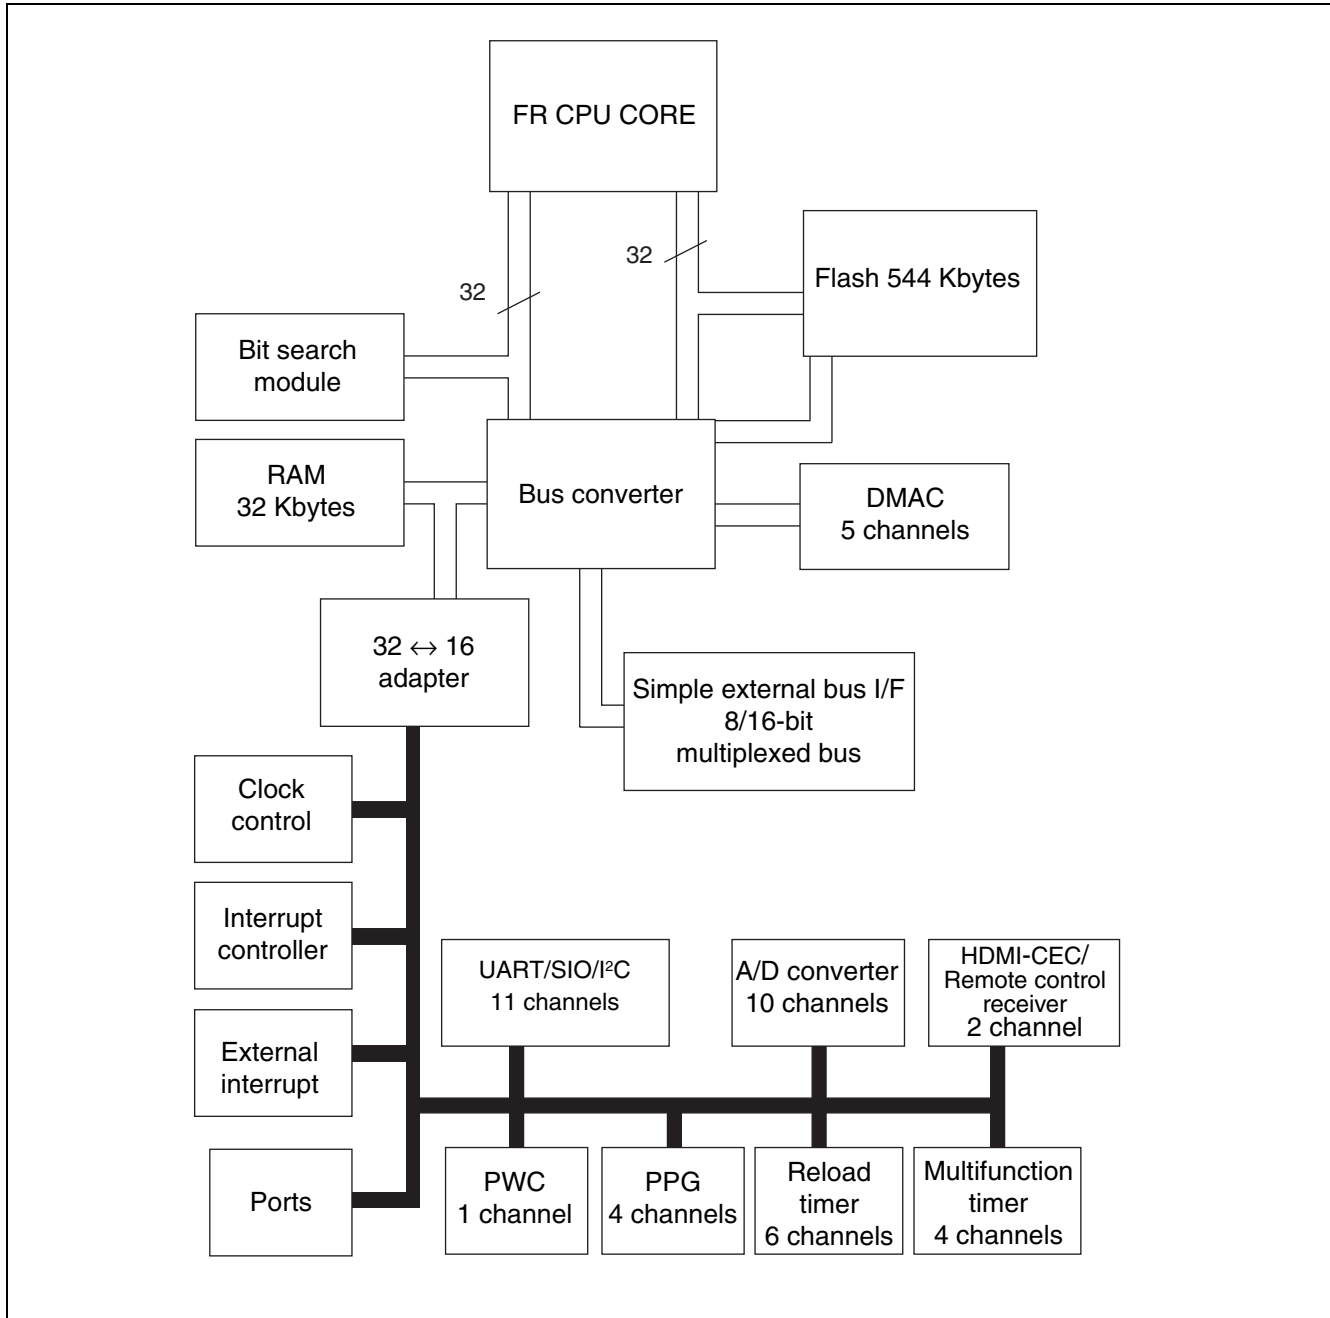 FR CPU CORE
32
Flash 544 Kbytes
32
Bit search
module
RAM
32 Kbytes
Bus converter
DMAC
5 channels
32 ↔ 16
adapter
Simple external bus I/F
8/16-bit
multiplexed bus
Clock
control
Interrupt
controller
UART/SIO/I²C
11 channels
A/D converter
10 channels
HDMI-CEC/
Remote control
receiver
2 channel
External
interrupt
Ports
PWC
1 channel
PPG
4 channels
Reload
timer
6 channels
Multifunction
timer
4 channels